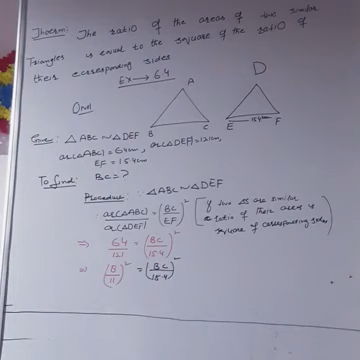 Theorem: The ratio of the areas of two similar
Triangles is equal to the square of the ratio of
their corresponding sides
Ex → 6.4
A
D
B C E 15.4cm F
Given: △ABC ~ △DEF
ar(△ABC) = 64cm, ar(△DEF) = 121cm,
EF = 15.4cm
To find: BC = ?
Procedure: ∴ △ABC ~ △DEF
ar(△ABC)/ar(△DEF) = (BC/EF)² [If two △s are similar
ratio of their areas is
square of corresponding sides]
⇒ 64/121 = (BC/15.4)²
⇒ (8/11)² = (BC/15.4)²